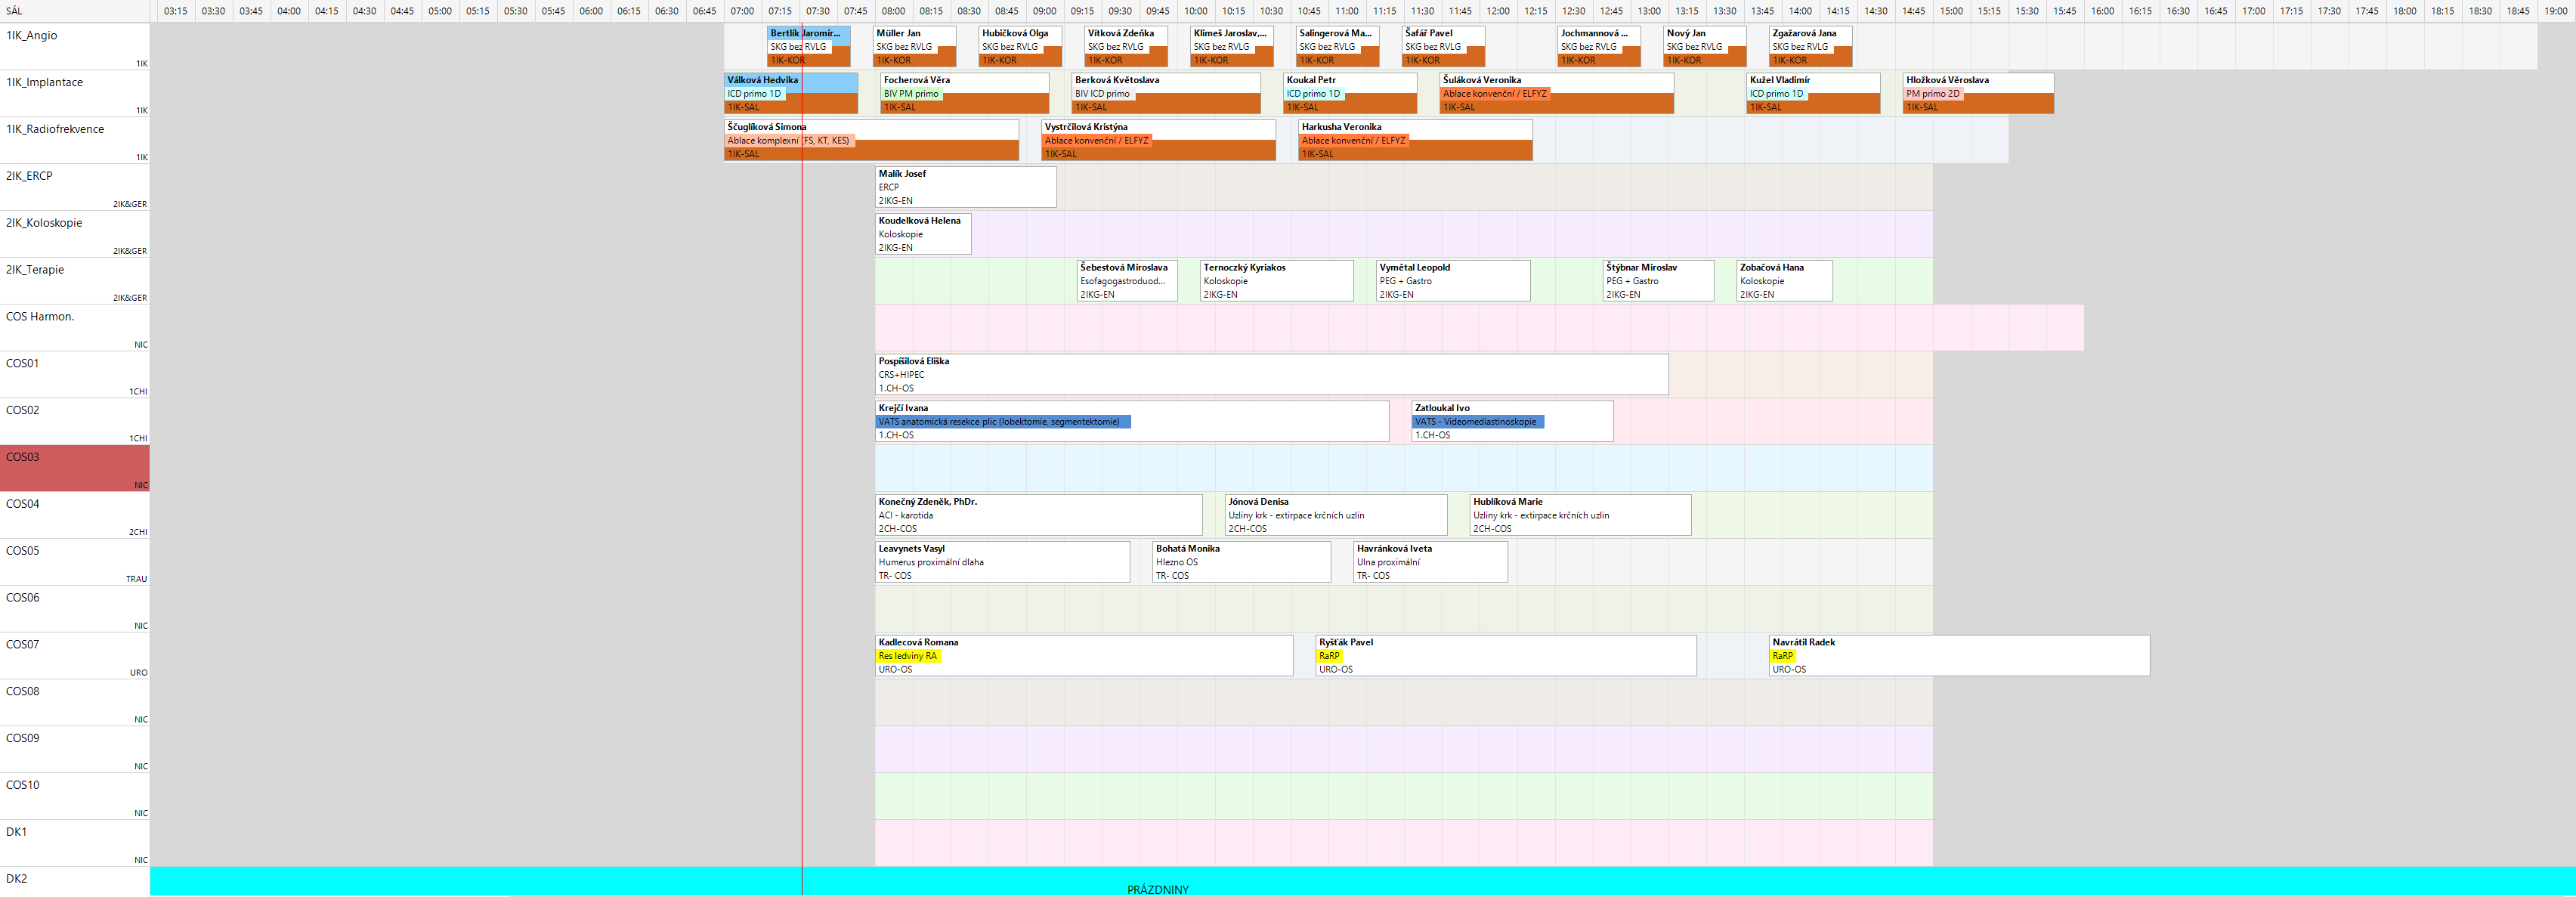 SÁL 03:15 03:30 03:45 04:00 04:15 04:30 04:45 05:00 05:15 05:30 05:45 06:00 06:15 06:30 06:45 07:00 07:15 07:30 07:45 08:00 08:15 08:30 08:45 09:00 09:15 09:30 09:45 10:00 10:15 10:30 10:45 11:00 11:15 11:30 11:45 12:00 12:15 12:30 12:45 13:00 13:15 13:30 13:45 14:00 14:15 14:30 14:45 15:00 15:15 15:30 15:45 16:00 16:15 16:30 16:45 17:00 17:15 17:30 17:45 18:00 18:15 18:30 18:45 19:00
1IK_Angio Bertlík Jaromír... Müller Jan Hubičková Olga Vítková Zdeňka Klimeš Jaroslav,... Salingerová Ma... Šafář Pavel Jochmannová ... Nový Jan Zgažarová Jana
SKG bez RVLG SKG bez RVLG SKG bez RVLG SKG bez RVLG SKG bez RVLG SKG bez RVLG SKG bez RVLG SKG bez RVLG SKG bez RVLG SKG bez RVLG
1IK 1IK-KOR 1IK-KOR 1IK-KOR 1IK-KOR 1IK-KOR 1IK-KOR 1IK-KOR 1IK-KOR 1IK-KOR 1IK-KOR
1IK_Implantace Válková Hedvika Focherová Věra Berková Květoslava Koukal Petr Šuláková Veronika Kužel Vladimír Hložková Věroslava
ICD primo 1D BIV PM primo BIV ICD primo ICD primo 1D Ablace konvenční / ELFYZ ICD primo 1D PM primo 2D
1IK 1IK-SAL 1IK-SAL 1IK-SAL 1IK-SAL 1IK-SAL 1IK-SAL 1IK-SAL
1IK_Radiofrekvence Ščuglíková Simona Vystrčilová Kristýna Harkusha Veronika
Ablace komplexní (FS, KT, KES) Ablace konvenční / ELFYZ Ablace konvenční / ELFYZ
1IK 1IK-SAL 1IK-SAL 1IK-SAL
2IK_ERCP Malík Josef
ERCP
2IK&GER 2IKG-EN
2IK_Koloskopie Koudelková Helena
Koloskopie
2IK&GER 2IKG-EN
2IK_Terapie Šebestová Miroslava Ternoczký Kyriakos Vymětal Leopold Štýbnar Miroslav Zobačová Hana
Esofagogastroduod... Koloskopie PEG + Gastro PEG + Gastro Koloskopie
2IK&GER 2IKG-EN 2IKG-EN 2IKG-EN 2IKG-EN 2IKG-EN
COS Harmon.
NIC
COS01 Pospíšilová Eliška
CRS+HIPEC
1CHI 1.CH-OS
COS02 Krejčí Ivana Zatloukal Ivo
VATS anatomická resekce plic (lobektomie, segmentektomie) VATS - Videomediastinoskopie
1CHI 1.CH-OS 1.CH-OS
COS03
NIC
COS04 Konečný Zdeněk, PhDr. Jónová Denisa Hublíková Marie
ACI - karotida Uzliny krk - extirpace krčních uzlin Uzliny krk - extirpace krčních uzlin
2CHI 2CH-COS 2CH-COS 2CH-COS
COS05 Leavynets Vasyl Bohatá Monika Havránková Iveta
Humerus proximální dlaha Hlezno OS Ulna proximální
TRAU TR- COS TR- COS TR- COS
COS06
NIC
COS07 Kadlecová Romana Ryšťák Pavel Navrátil Radek
Res ledviny RA RaRP RaRP
URO URO-OS URO-OS URO-OS
COS08
NIC
COS09
NIC
COS10
NIC
DK1
NIC
DK2
PRÁZDNINY